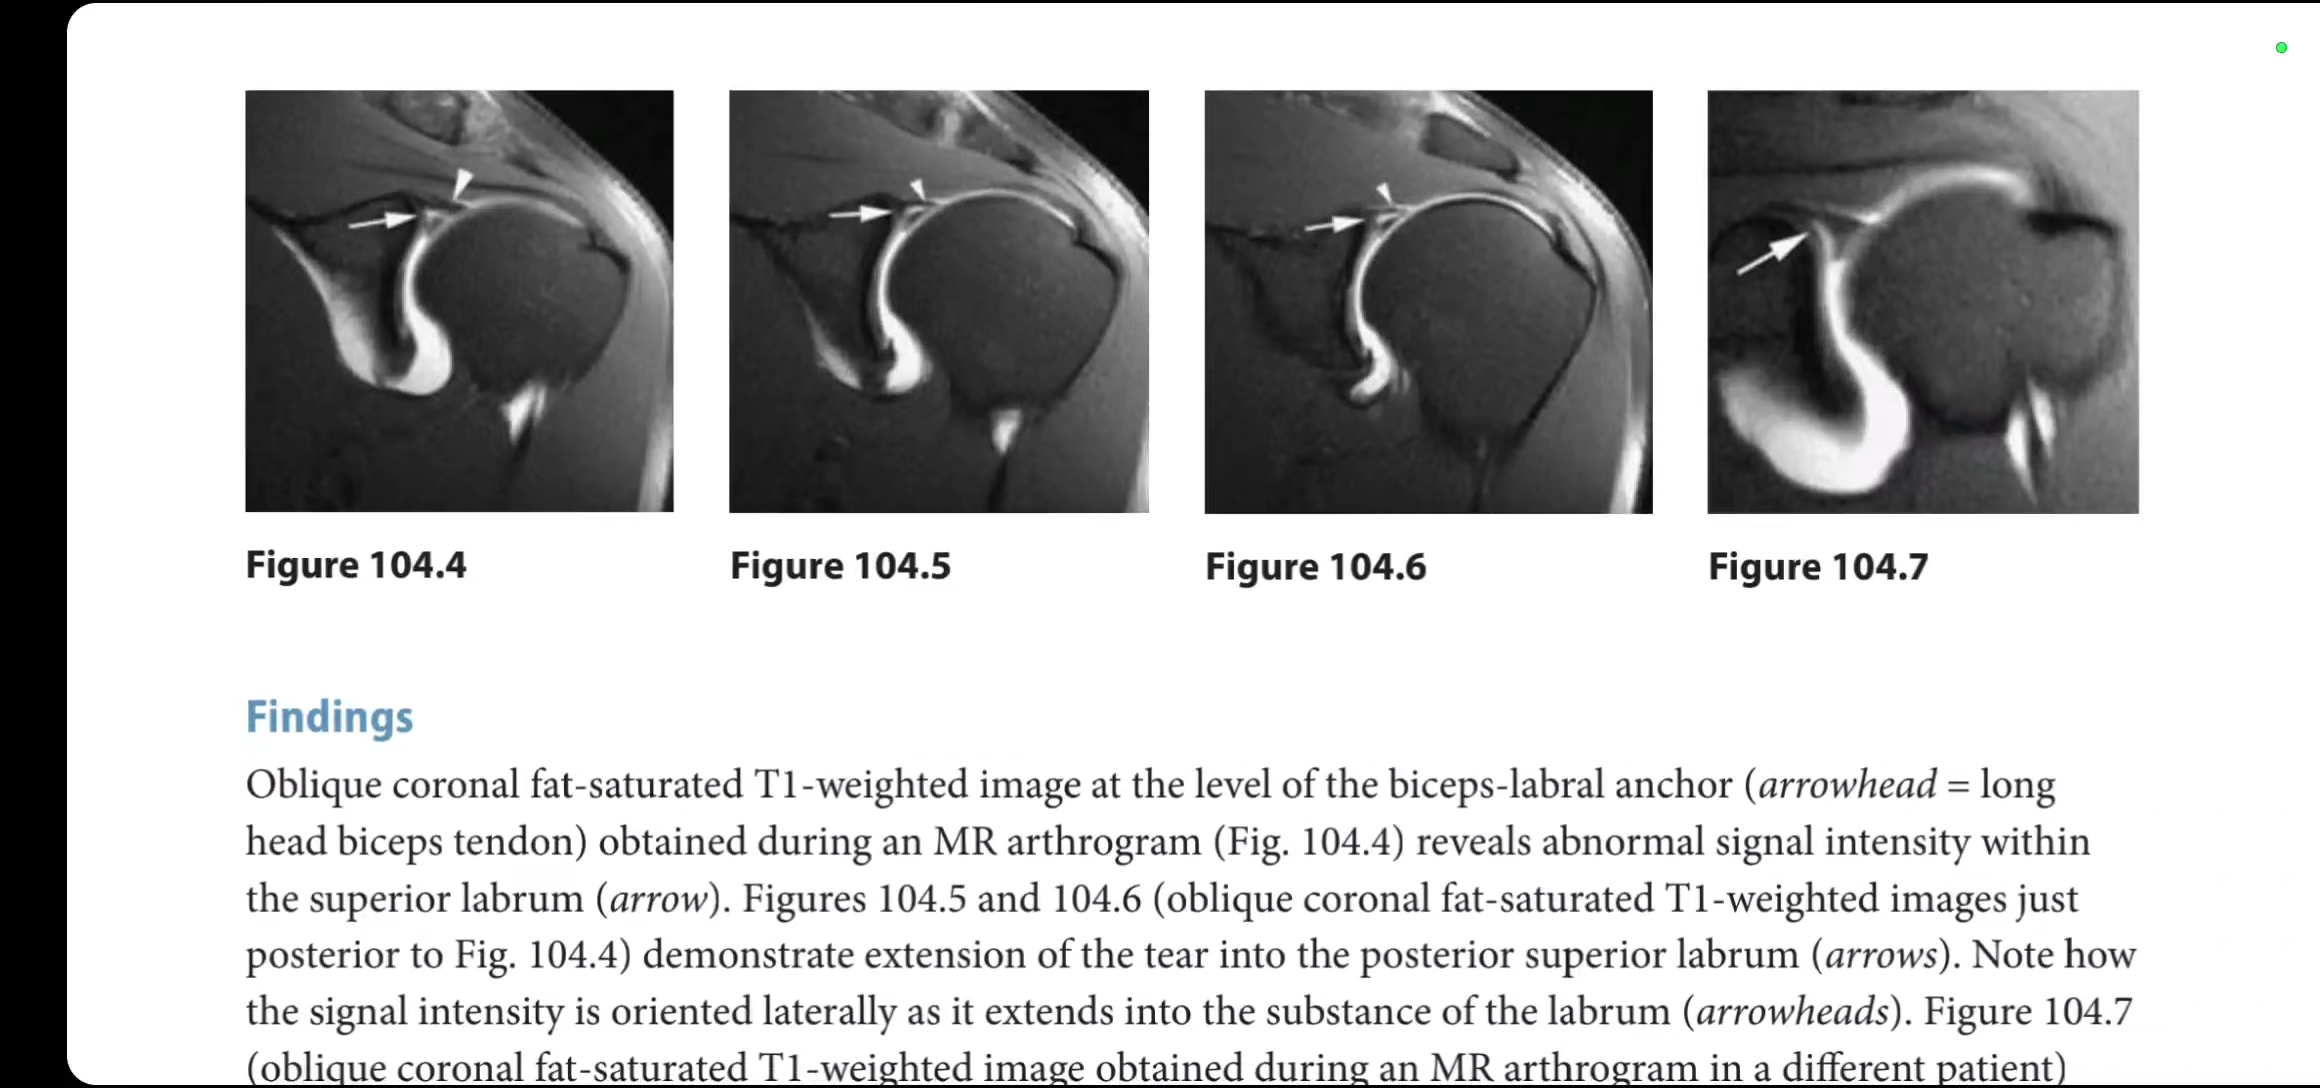 Figure 104.4
Figure 104.5
Figure 104.6
Figure 104.7
Findings
Oblique coronal fat-saturated T1-weighted image at the level of the biceps-labral anchor (arrowhead = long
head biceps tendon) obtained during an MR arthrogram (Fig. 104.4) reveals abnormal signal intensity within
the superior labrum (arrow). Figures 104.5 and 104.6 (oblique coronal fat-saturated T1-weighted images just
posterior to Fig. 104.4) demonstrate extension of the tear into the posterior superior labrum (arrows). Note how
the signal intensity is oriented laterally as it extends into the substance of the labrum (arrowheads). Figure 104.7
(oblique coronal fat-saturated T1-weighted image obtained during an MR arthrogram in a different patient)